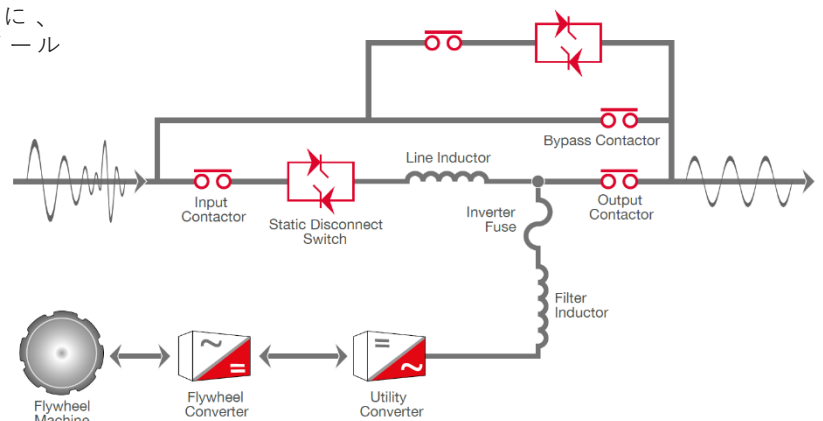 に、
ール
Bypass Contactor
Line Inductor
Input
Contactor
Static Disconnect
Switch
Inverter
Fuse
Output
Contactor
Filter
Inductor
Flywheel
Machine
Flywheel
Converter
Utility
Converter